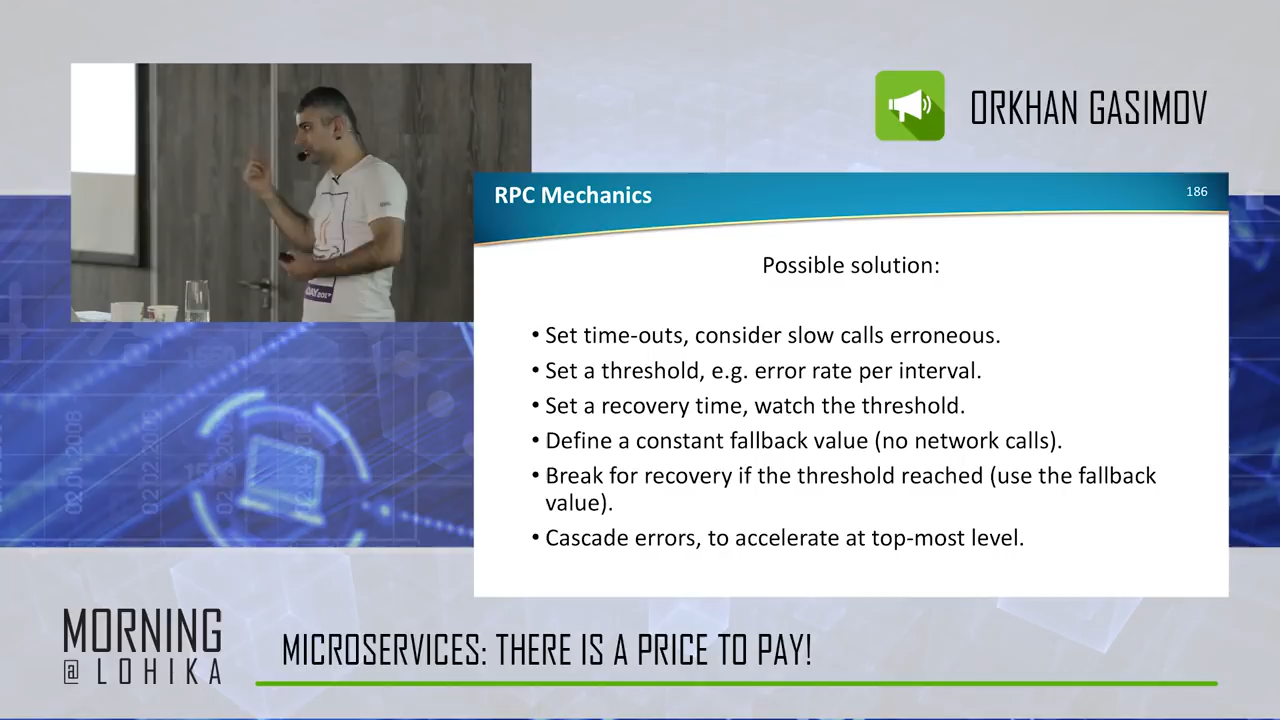 ORKHAN GASIMOV
RPC Mechanics
186
Possible solution:
• Set time-outs, consider slow calls erroneous.
• Set a threshold, e.g. error rate per interval.
• Set a recovery time, watch the threshold.
• Define a constant fallback value (no network calls).
• Break for recovery if the threshold reached (use the fallback
value).
• Cascade errors, to accelerate at top-most level.
02.01.2008
MORNING
@ LOHIKA
MICROSERVICES: THERE IS A PRICE TO PAY!